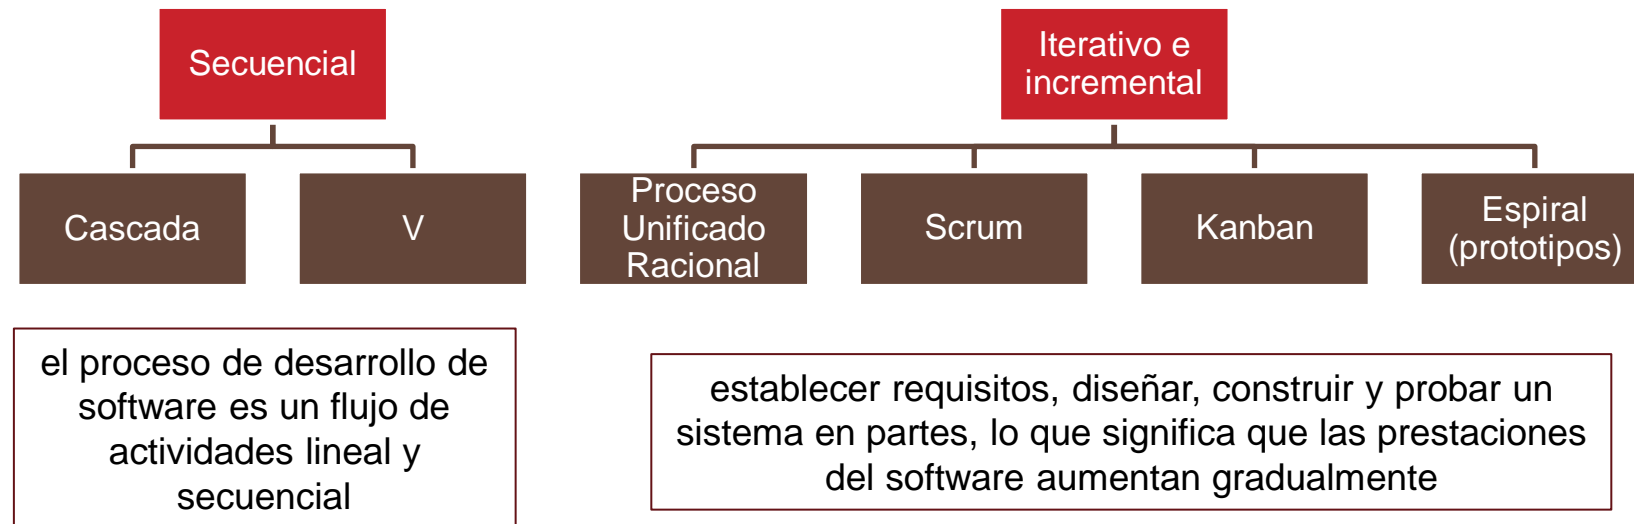 Secuencial
Iterativo e
incremental
Cascada
V
Proceso
Unificado
Racional
Scrum
Kanban
Espiral
(prototipos)
el proceso de desarrollo de
software es un flujo de
actividades lineal y
secuencial
establecer requisitos, diseñar, construir y probar un
sistema en partes, lo que significa que las prestaciones
del software aumentan gradualmente